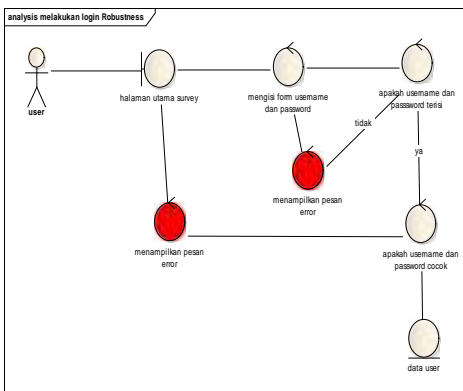 analysis melakukan login Robustness
user
halaman utama survey
mengisi form username
dan password
apakah username dan
passsword terisi
tidak
ya
menampilkan pesan
error
menampilkan pesan
error
apakah username dan
password cocok
data user